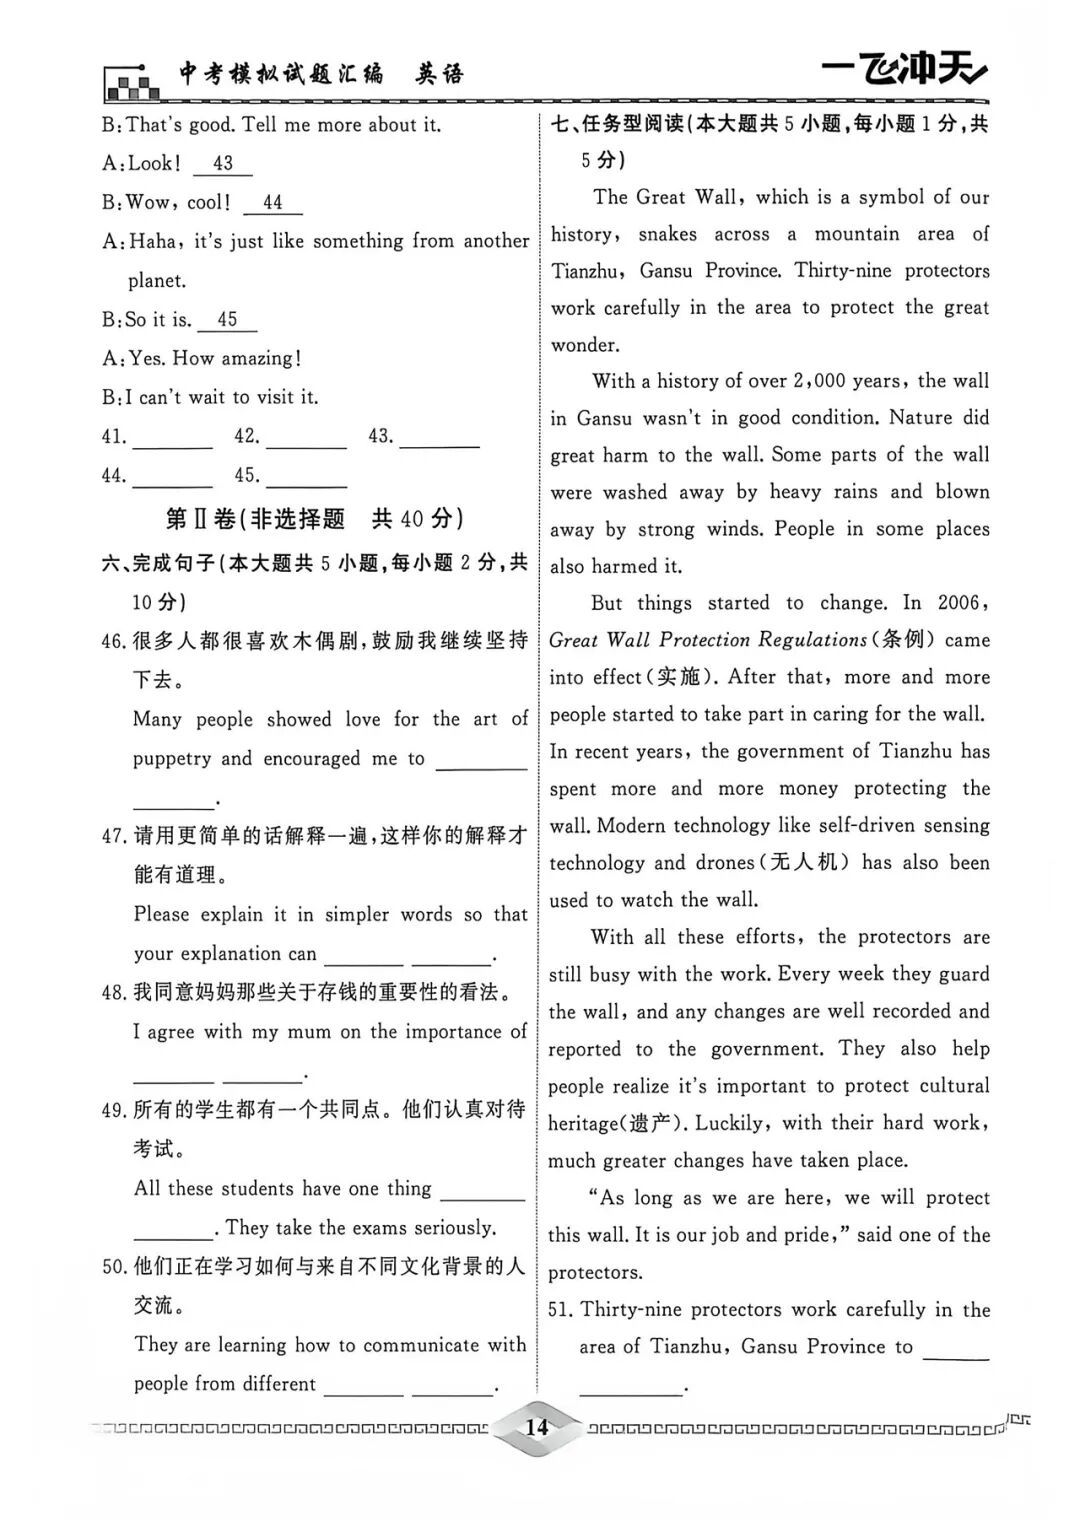 中考模拟试题汇编 英语
一飞冲天
B:That's good. Tell me more about it.
A:Look! 43
B:Wow, cool! 44
A:Haha, it's just like something from another
planet.
B:So it is. 45
A:Yes. How amazing!
B:I can't wait to visit it.
41. ________ 42. ________ 43. ________
44. ________ 45. ________
第Ⅱ卷(非选择题 共 40 分)
六、完成句子(本大题共 5 小题,每小题 2 分,共
10 分)
46. 很多人都很喜欢木偶剧,鼓励我继续坚持
下去。
Many people showed love for the art of
puppetry and encouraged me to ________
________.
47. 请用更简单的话解释一遍,这样你的解释才
能有道理。
Please explain it in simpler words so that
your explanation can ________ ________.
48. 我同意妈妈那些关于存钱的重要性的看法。
I agree with my mum on the importance of
________ ________.
49. 所有的学生都有一个共同点。他们认真对待
考试。
All these students have one thing ________
________. They take the exams seriously.
50. 他们正在学习如何与来自不同文化背景的人
交流。
They are learning how to communicate with
people from different ________ ________.
七、任务型阅读(本大题共 5 小题,每小题 1 分,共
5 分)
The Great Wall, which is a symbol of our
history, snakes across a mountain area of
Tianzhu, Gansu Province. Thirty-nine protectors
work carefully in the area to protect the great
wonder.
With a history of over 2,000 years, the wall
in Gansu wasn't in good condition. Nature did
great harm to the wall. Some parts of the wall
were washed away by heavy rains and blown
away by strong winds. People in some places
also harmed it.
But things started to change. In 2006,
Great Wall Protection Regulations(条例) came
into effect(实施). After that, more and more
people started to take part in caring for the wall.
In recent years, the government of Tianzhu has
spent more and more money protecting the
wall. Modern technology like self-driven sensing
technology and drones(无人机) has also been
used to watch the wall.
With all these efforts, the protectors are
still busy with the work. Every week they guard
the wall, and any changes are well recorded and
reported to the government. They also help
people realize it's important to protect cultural
heritage(遗产). Luckily, with their hard work,
much greater changes have taken place.
“As long as we are here, we will protect
this wall. It is our job and pride,” said one of the
protectors.
51. Thirty-nine protectors work carefully in the
area of Tianzhu, Gansu Province to ________
________.
14